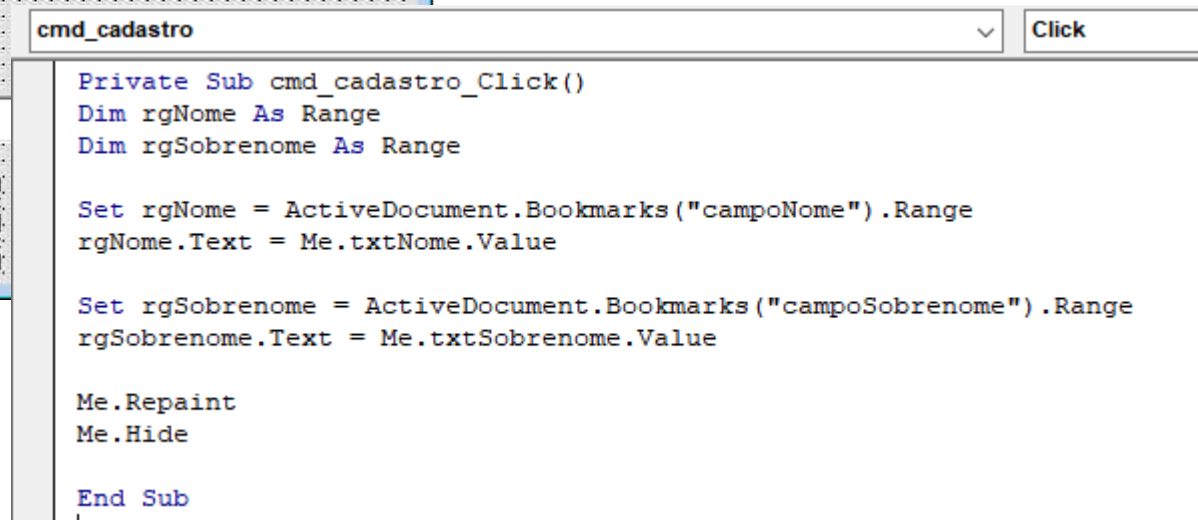 cmd_cadastro
Click
Private Sub cmd_cadastro_Click()
Dim rgNome As Range
Dim rgSobrenome As Range
Set rgNome = ActiveDocument.Bookmarks("campoNome").Range
rgNome.Text = Me.txtNome.Value
Set rgSobrenome = ActiveDocument.Bookmarks("campoSobrenome").Range
rgSobrenome.Text = Me.txtSobrenome.Value
Me.Repaint
Me.Hide
End Sub